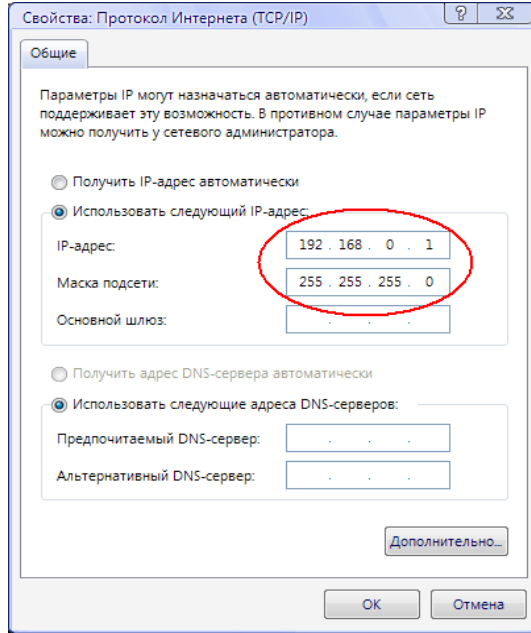 Свойства: Протокол Интернета (TCP/IP)
Общие
Параметры IP могут назначаться автоматически, если сеть
поддерживает эту возможность. В противном случае параметры IP
можно получить у сетевого администратора.
Получить IP-адрес автоматически
Использовать следующий IP-адрес:
IP-адрес: 192 . 168 . 0 . 1
Маска подсети: 255 . 255 . 255 . 0
Основной шлюз: . . .
Получить адрес DNS-сервера автоматически
Использовать следующие адреса DNS-серверов:
Предпочитаемый DNS-сервер: . . .
Альтернативный DNS-сервер: . . .
Дополнительно...
ОК Отмена